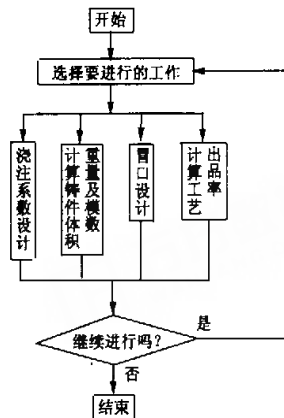 开始
选择要进行的工作
浇注系数设计
计算铸件体积
重量及模数
冒口设计
计算工艺
出品率
继续进行吗?
是
否
结束